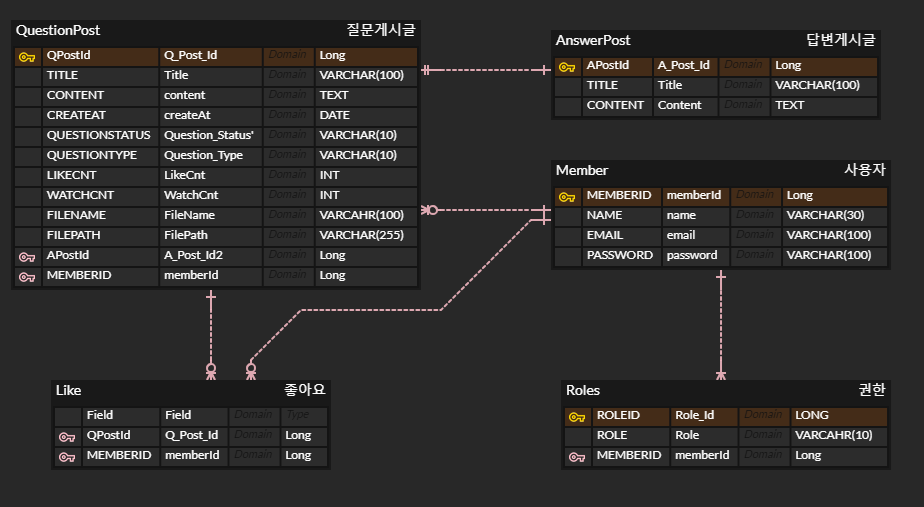 QuestionPost 질문게시글
QPostId Q_Post_Id Domain Long
TITLE Title Domain VARCHAR(100)
CONTENT content Domain TEXT
CREATEAT createAt Domain DATE
QUESTIONSTATUS Question_Status' Domain VARCHAR(10)
QUESTIONTYPE Question_Type Domain VARCHAR(10)
LIKECNT LikeCnt Domain INT
WATCHCNT WatchCnt Domain INT
FILENAME FileName Domain VARCAHR(100)
FILEPATH FilePath Domain VARCHAR(255)
APostId A_Post_Id2 Domain Long
MEMBERID memberId Domain Long
AnswerPost 답변게시글
APostId A_Post_Id Domain Long
TITLE Title Domain VARCHAR(100)
CONTENT Content Domain TEXT
Member 사용자
MEMBERID memberId Domain Long
NAME name Domain VARCHAR(30)
EMAIL email Domain VARCHAR(100)
PASSWORD password Domain VARCHAR(100)
Like 좋아요
Field Field Domain Type
QPostId Q_Post_Id Domain Long
MEMBERID memberId Domain Long
Roles 권한
ROLEID Role_Id Domain LONG
ROLE Role Domain VARCAHR(10)
MEMBERID memberId Domain Long